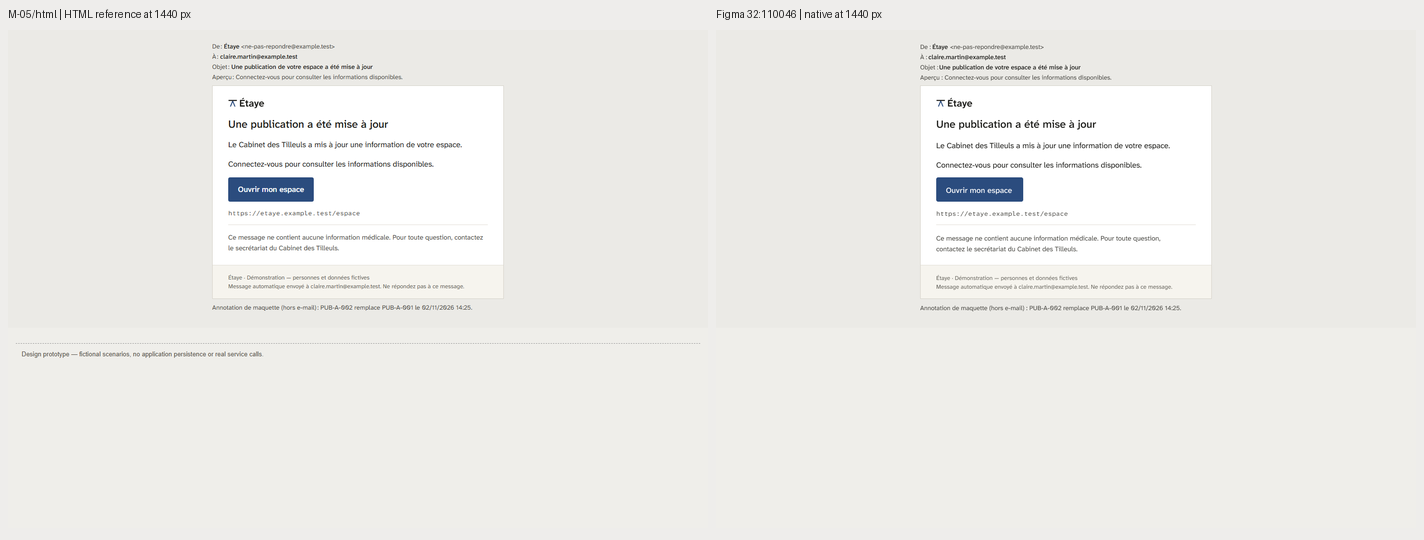 M-05/html | HTML reference at 1440 px
De : Étaye <ne-pas-repondre@example.test>
À : claire.martin@example.test
Objet : Une publication de votre espace a été mise à jour
Aperçu : Connectez-vous pour consulter les informations disponibles.
Étaye
Une publication a été mise à jour
Le Cabinet des Tilleuls a mis à jour une information de votre espace.
Connectez-vous pour consulter les informations disponibles.
Ouvrir mon espace
https://etaye.example.test/espace
Ce message ne contient aucune information médicale. Pour toute question, contactez
le secrétariat du Cabinet des Tilleuls.
Étaye · Démonstration — personnes et données fictives
Message automatique envoyé à claire.martin@example.test. Ne répondez pas à ce message.
Annotation de maquette (hors e-mail) : PUB-A-002 remplace PUB-A-001 le 02/11/2026 14:25.
Design prototype — fictional scenarios, no application persistence or real service calls.
Figma 32:110046 | native at 1440 px
De : Étaye <ne-pas-repondre@example.test>
À : claire.martin@example.test
Objet : Une publication de votre espace a été mise à jour
Aperçu : Connectez-vous pour consulter les informations disponibles.
Étaye
Une publication a été mise à jour
Le Cabinet des Tilleuls a mis à jour une information de votre espace.
Connectez-vous pour consulter les informations disponibles.
Ouvrir mon espace
https://etaye.example.test/espace
Ce message ne contient aucune information médicale. Pour toute question,
contactez le secrétariat du Cabinet des Tilleuls.
Étaye · Démonstration — personnes et données fictives
Message automatique envoyé à claire.martin@example.test. Ne répondez pas à ce message.
Annotation de maquette (hors e-mail) : PUB-A-002 remplace PUB-A-001 le 02/11/2026 14:25.